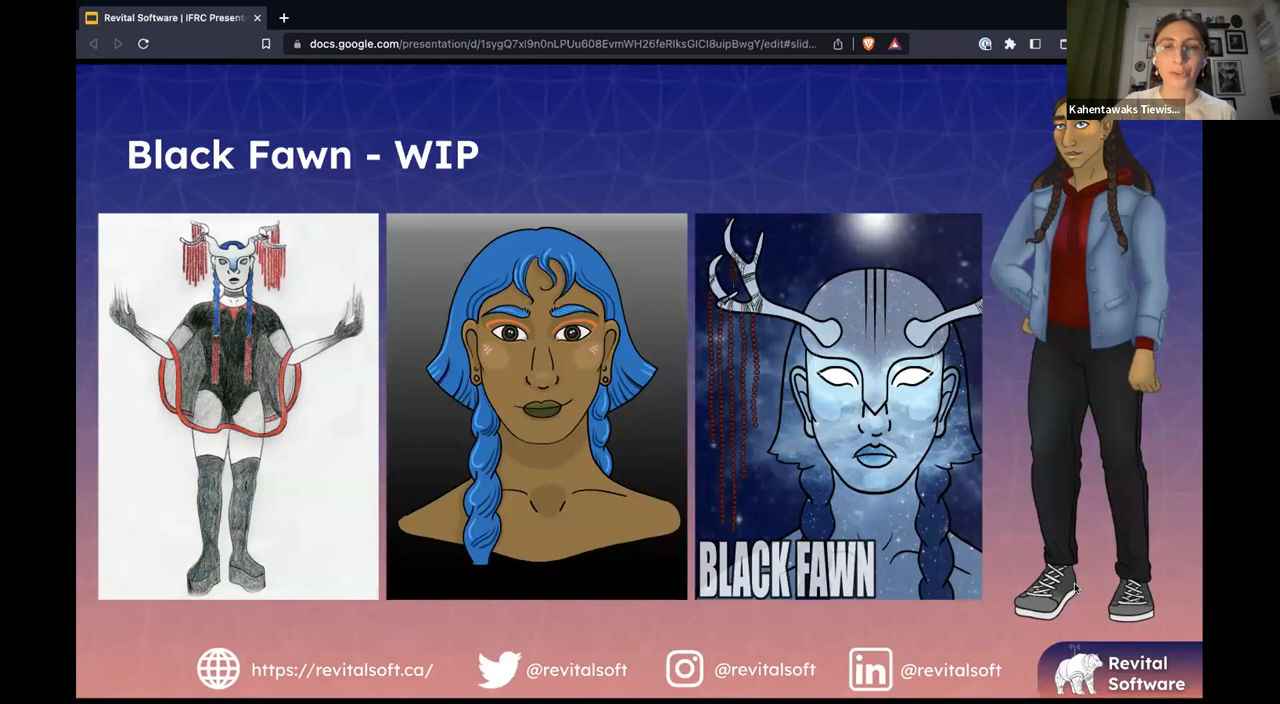 Revital Software | IFRC Present
docs.google.com/presentation/d/1sygQ7xI9n0nLPUu608EvmWH26feRIksGICI8uipBwgY/edit#slid...
Kahentawaks Tiewis...
Black Fawn - WIP
BLACK FAWN
https://revitalsoft.ca/
@revitalsoft
@revitalsoft
@revitalsoft
Revital
Software